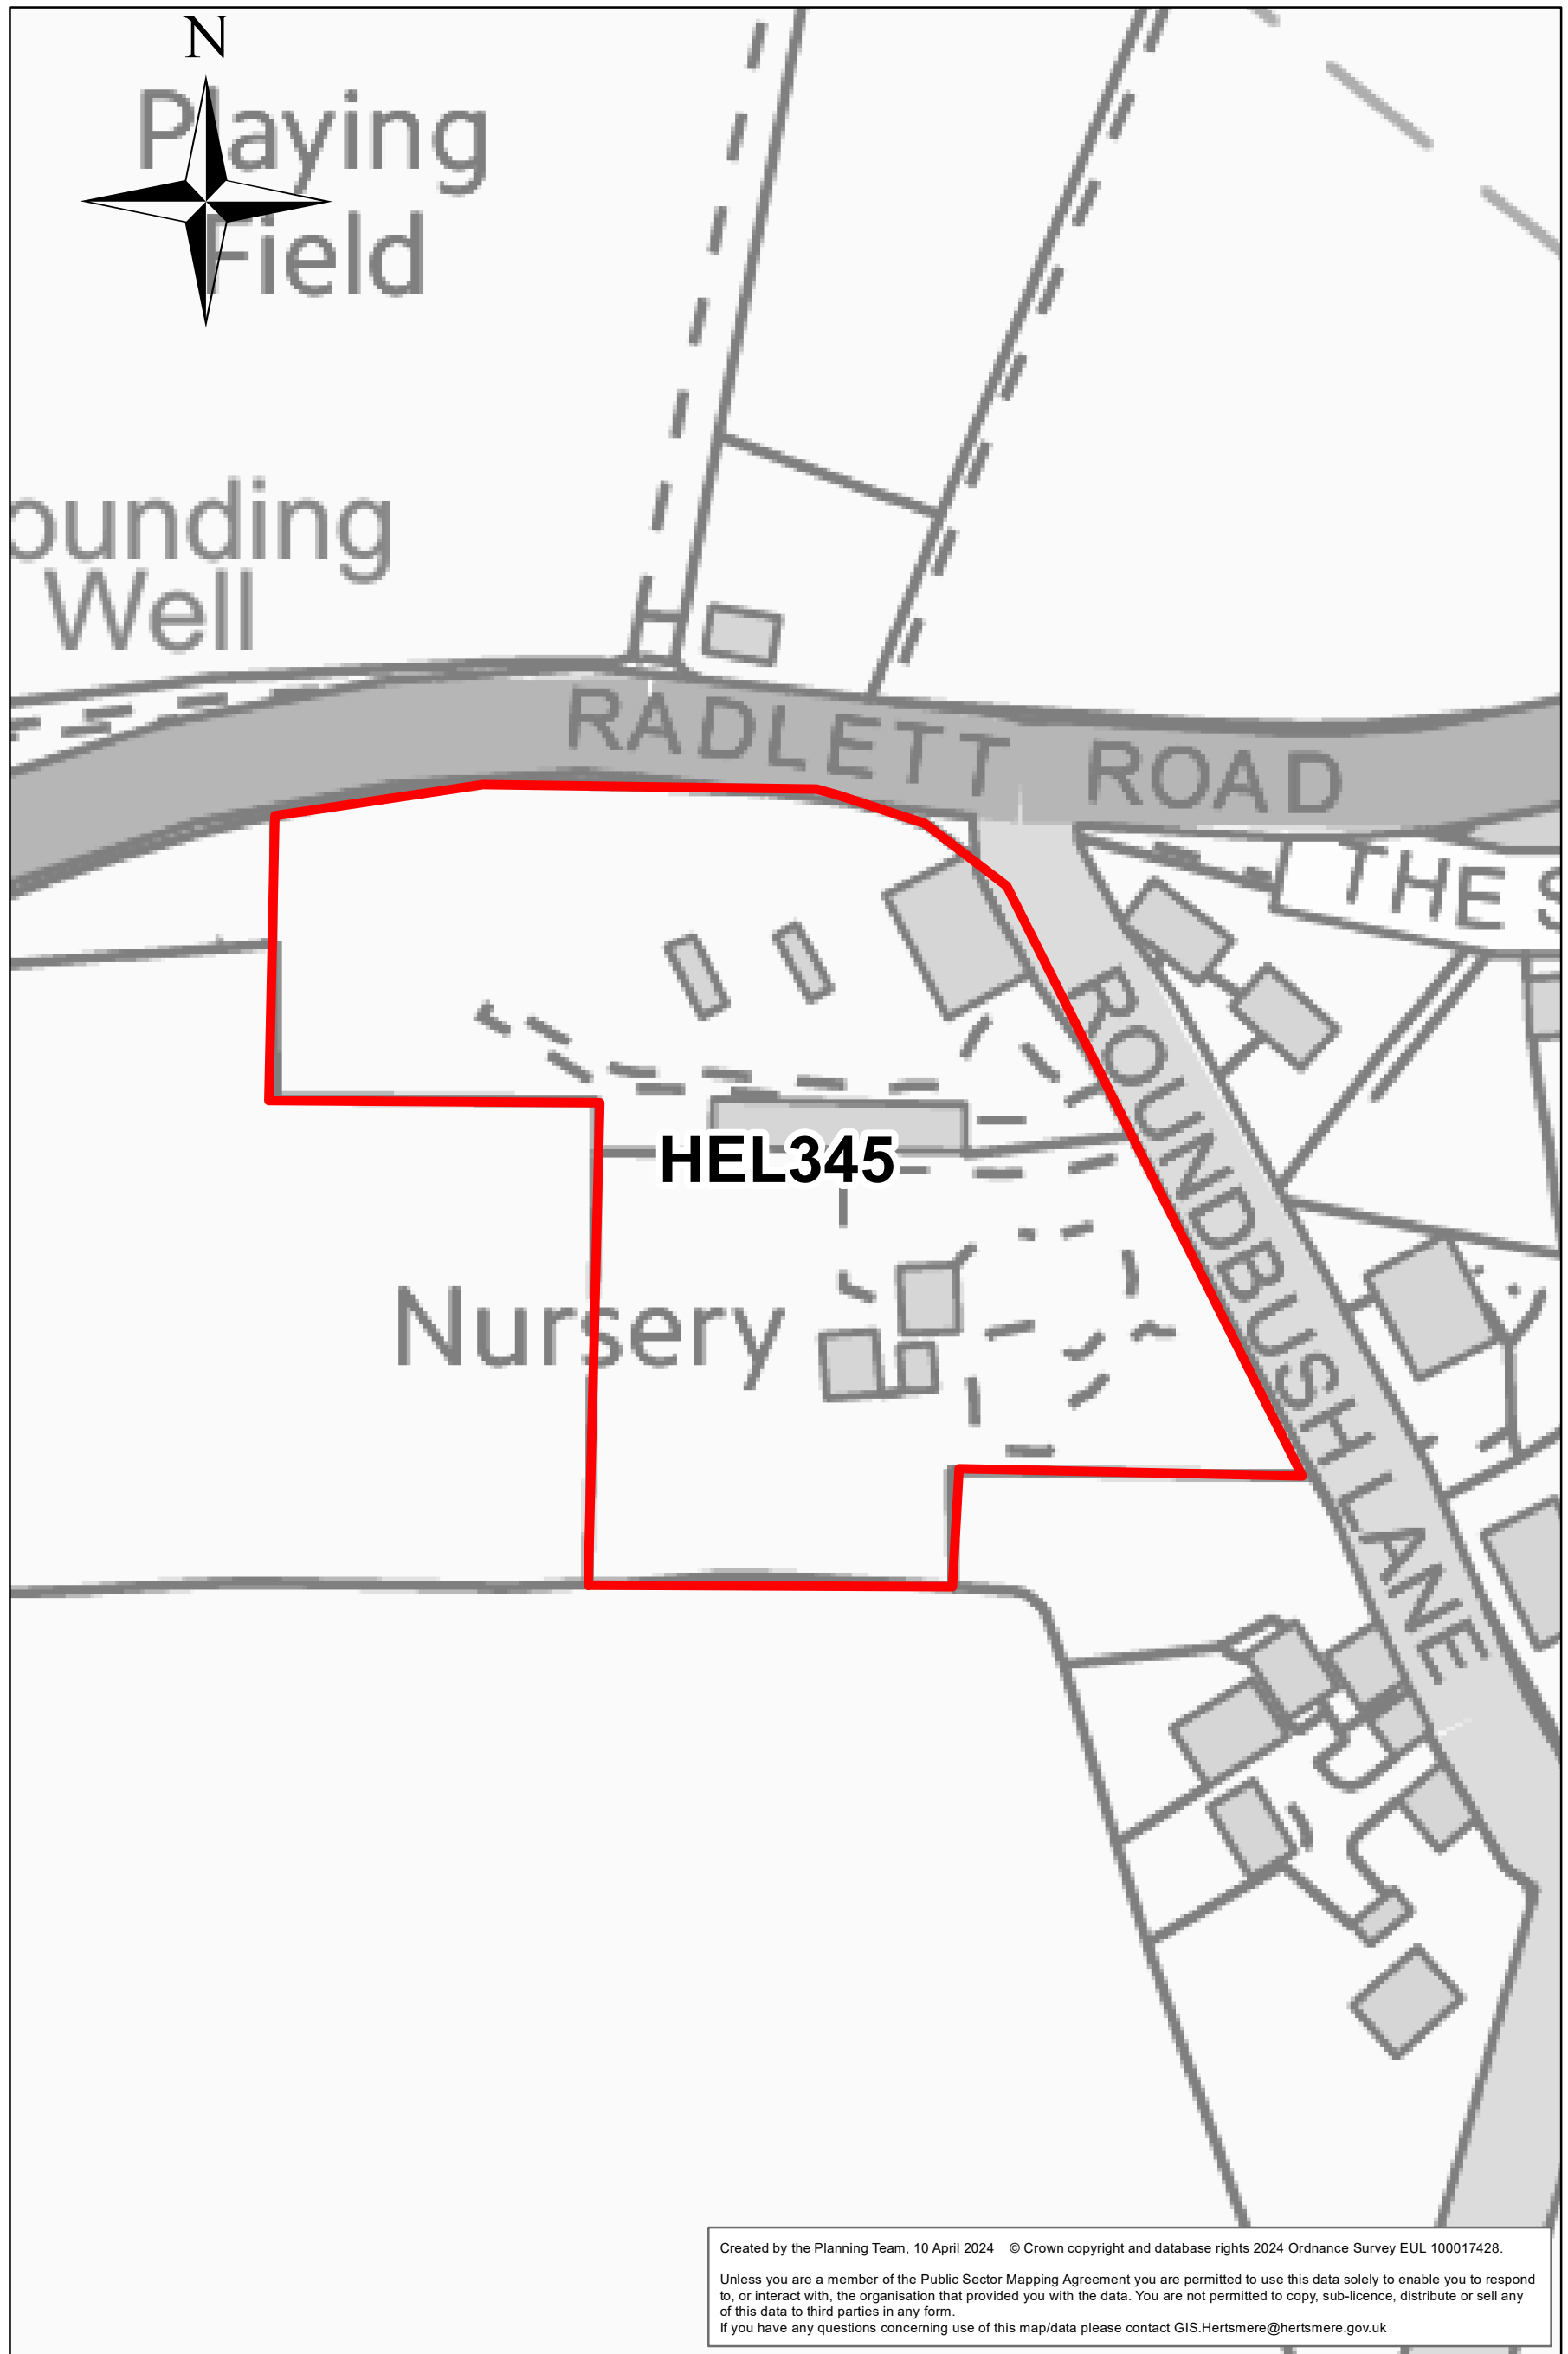 N
Playing
Field
ounding
Well
RADLETT ROAD
THE S
ROUNDBUSH LANE
HEL345
Nursery
Created by the Planning Team, 10 April 2024 © Crown copyright and database rights 2024 Ordnance Survey EUL 100017428.
Unless you are a member of the Public Sector Mapping Agreement you are permitted to use this data solely to enable you to respond
to, or interact with, the organisation that provided you with the data. You are not permitted to copy, sub-licence, distribute or sell any
of this data to third parties in any form.
If you have any questions concerning use of this map/data please contact GIS.Hertsmere@hertsmere.gov.uk